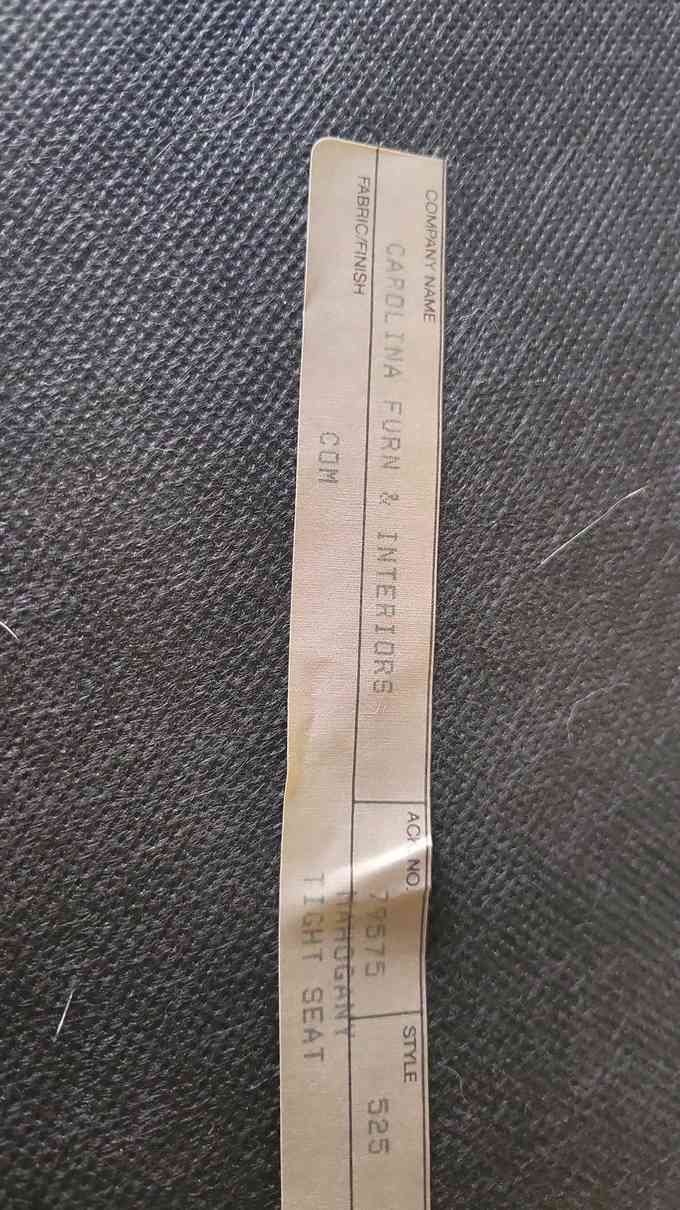 COMPANY NAME
CAROLINA FURN & INTERIORS
ACK NO.
79575
STYLE
525
FABRIC/FINISH
COM
MAHOGANY
TIGHT SEAT